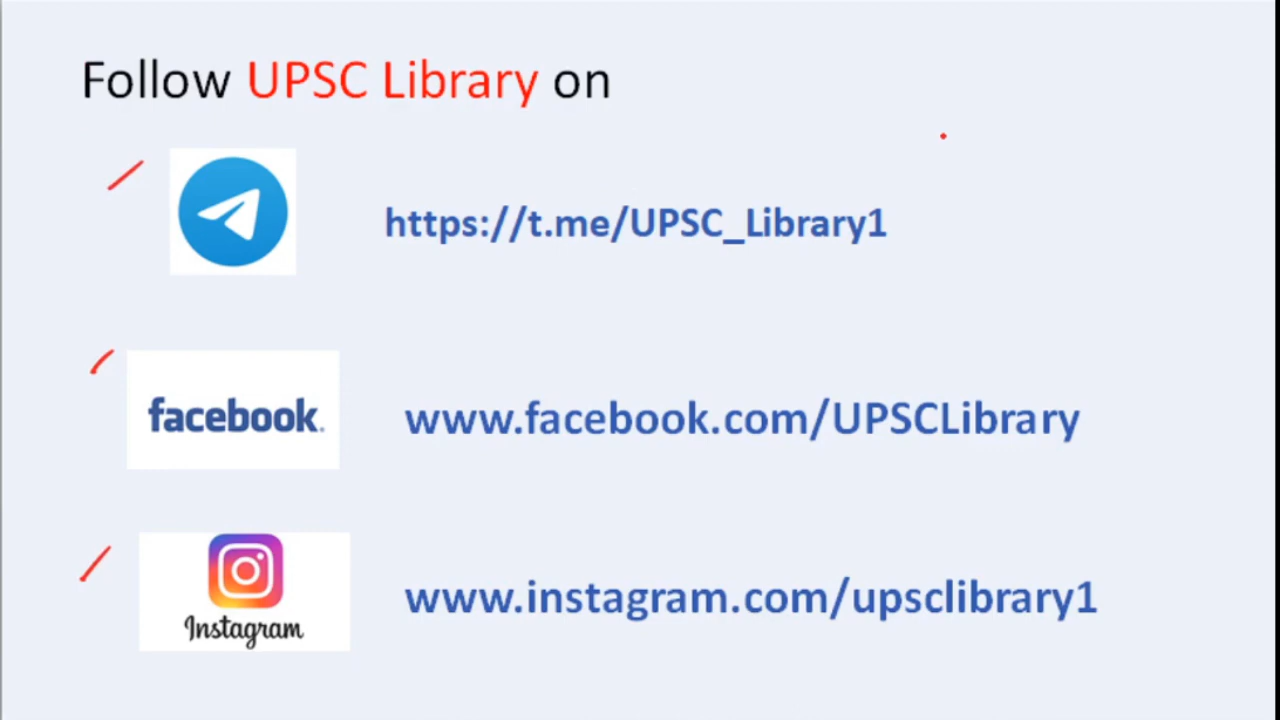 Follow UPSC Library on
https://t.me/UPSC_Library1
facebook.
www.facebook.com/UPSCLibrary
Instagram
www.instagram.com/upsclibrary1